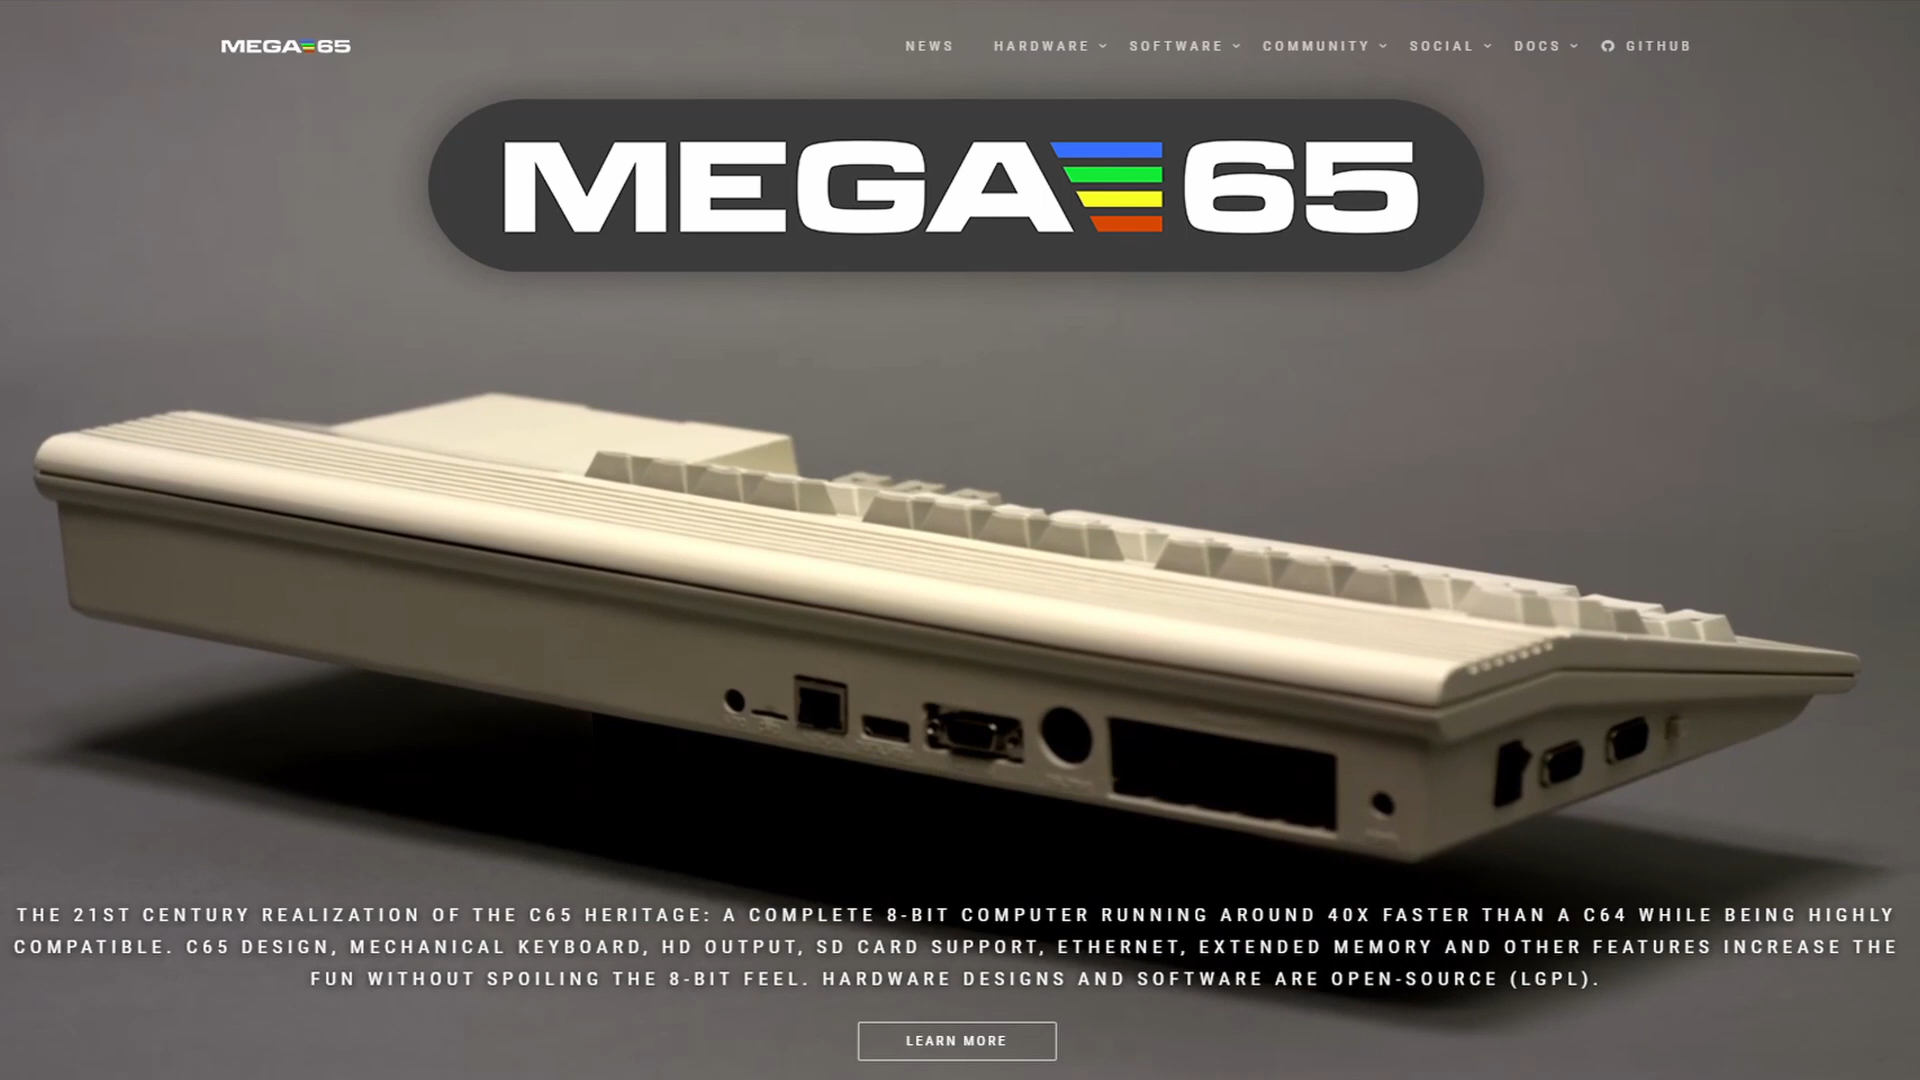 MEGA65
NEWS HARDWARE SOFTWARE COMMUNITY SOCIAL DOCS GITHUB
MEGA65
THE 21ST CENTURY REALIZATION OF THE C65 HERITAGE: A COMPLETE 8-BIT COMPUTER RUNNING AROUND 40X FASTER THAN A C64 WHILE BEING HIGHLY
COMPATIBLE. C65 DESIGN, MECHANICAL KEYBOARD, HD OUTPUT, SD CARD SUPPORT, ETHERNET, EXTENDED MEMORY AND OTHER FEATURES INCREASE THE
FUN WITHOUT SPOILING THE 8-BIT FEEL. HARDWARE DESIGNS AND SOFTWARE ARE OPEN-SOURCE (LGPL).
LEARN MORE